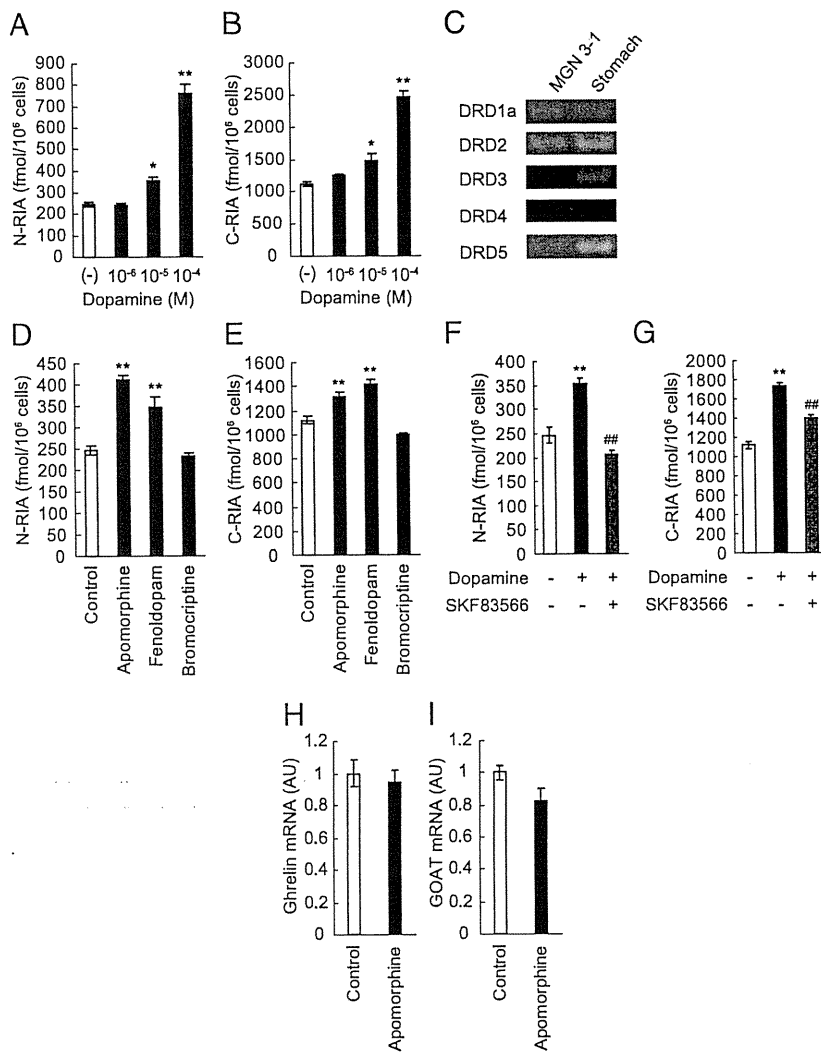 A
N-RIA (fmol/10⁶ cells)
900
800
700
600
500
400
300
200
100
0
**
*
(-) 10⁻⁶ 10⁻⁵ 10⁻⁴
Dopamine (M)
B
C-RIA (fmol/10⁶ cells)
3000
2500
2000
1500
1000
500
0
**
*
(-) 10⁻⁶ 10⁻⁵ 10⁻⁴
Dopamine (M)
C
MGN 3-1
Stomach
DRD1a
DRD2
DRD3
DRD4
DRD5
D
N-RIA (fmol/10⁶ cells)
450
400
350
300
250
200
150
100
50
0
** **
Control
Apomorphine
Fenoldopam
Bromocriptine
E
C-RIA (fmol/10⁶ cells)
1600
1400
1200
1000
800
600
400
200
0
** **
Control
Apomorphine
Fenoldopam
Bromocriptine
F
N-RIA (fmol/10⁶ cells)
400
350
300
250
200
150
100
50
0
**
##
Dopamine - + +
SKF83566 - - +
G
C-RIA (fmol/10⁶ cells)
2000
1800
1600
1400
1200
1000
800
600
400
200
0
**
##
Dopamine - + +
SKF83566 - - +
H
Ghrelin mRNA (AU)
1.2
1
0.8
0.6
0.4
0.2
0
Control
Apomorphine
I
GOAT mRNA (AU)
1.2
1
0.8
0.6
0.4
0.2
0
Control
Apomorphine